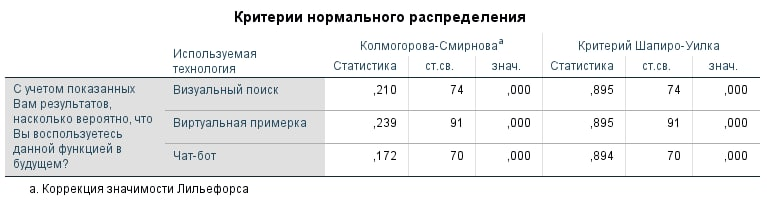 Критерии нормального распределения
Используемая технология
Колмогорова-Смирноваa
Критерий Шапиро-Уилка
Статистика ст.св. знач. Статистика ст.св. знач.
С учетом показанных
Вам результатов,
насколько вероятно, что
Вы воспользуетесь
данной функцией в
будущем?
Визуальный поиск ,210 74 ,000 ,895 74 ,000
Виртуальная примерка ,239 91 ,000 ,895 91 ,000
Чат-бот ,172 70 ,000 ,894 70 ,000
a. Коррекция значимости Лильефорса